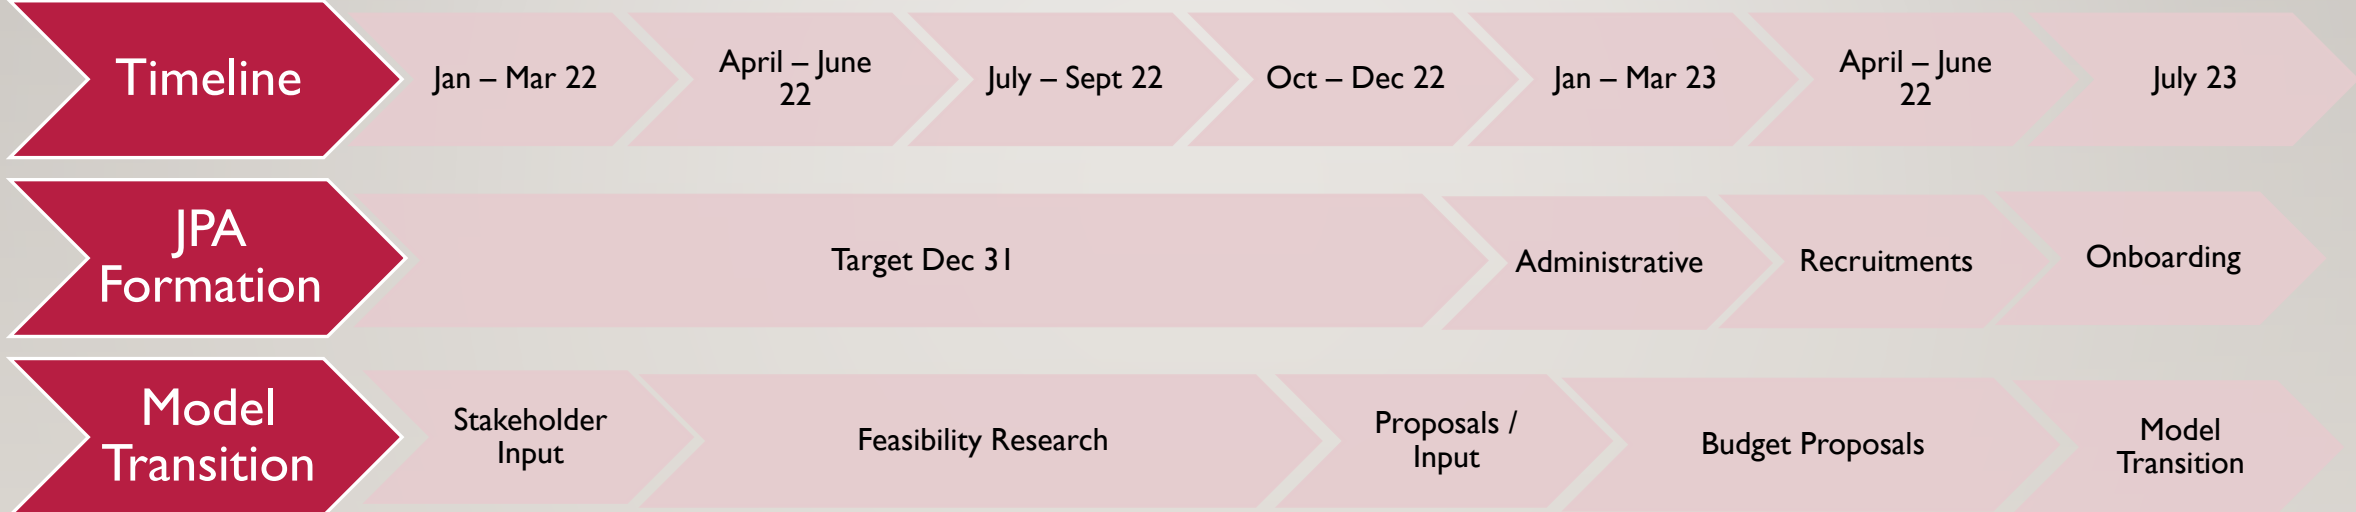 Timeline
Jan – Mar 22
April – June
22
July – Sept 22
Oct – Dec 22
Jan – Mar 23
April – June
22
July 23
JPA
Formation
Target Dec 31
Administrative
Recruitments
Onboarding
Model
Transition
Stakeholder
Input
Feasibility Research
Proposals /
Input
Budget Proposals
Model
Transition